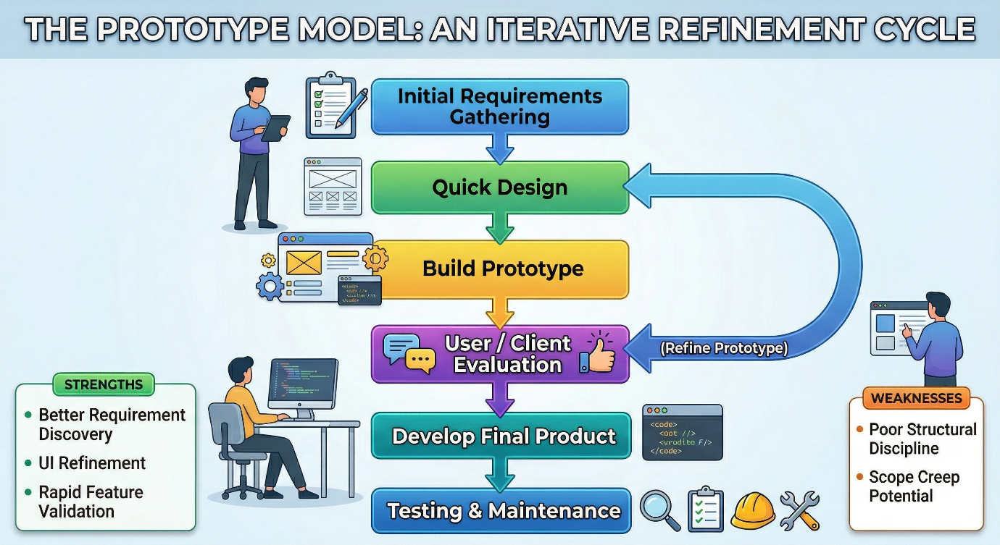 THE PROTOTYPE MODEL: AN ITERATIVE REFINEMENT CYCLE
Initial Requirements
Gathering
Quick Design
Build Prototype
User / Client
Evaluation
(Refine Prototype)
Develop Final Product
<code>
<oot //>
<vrodite F/>
</code>
Testing & Maintenance
STRENGTHS
• Better Requirement
Discovery
• UI Refinement
• Rapid Feature
Validation
WEAKNESSES
• Poor Structural
Discipline
• Scope Creep
Potential